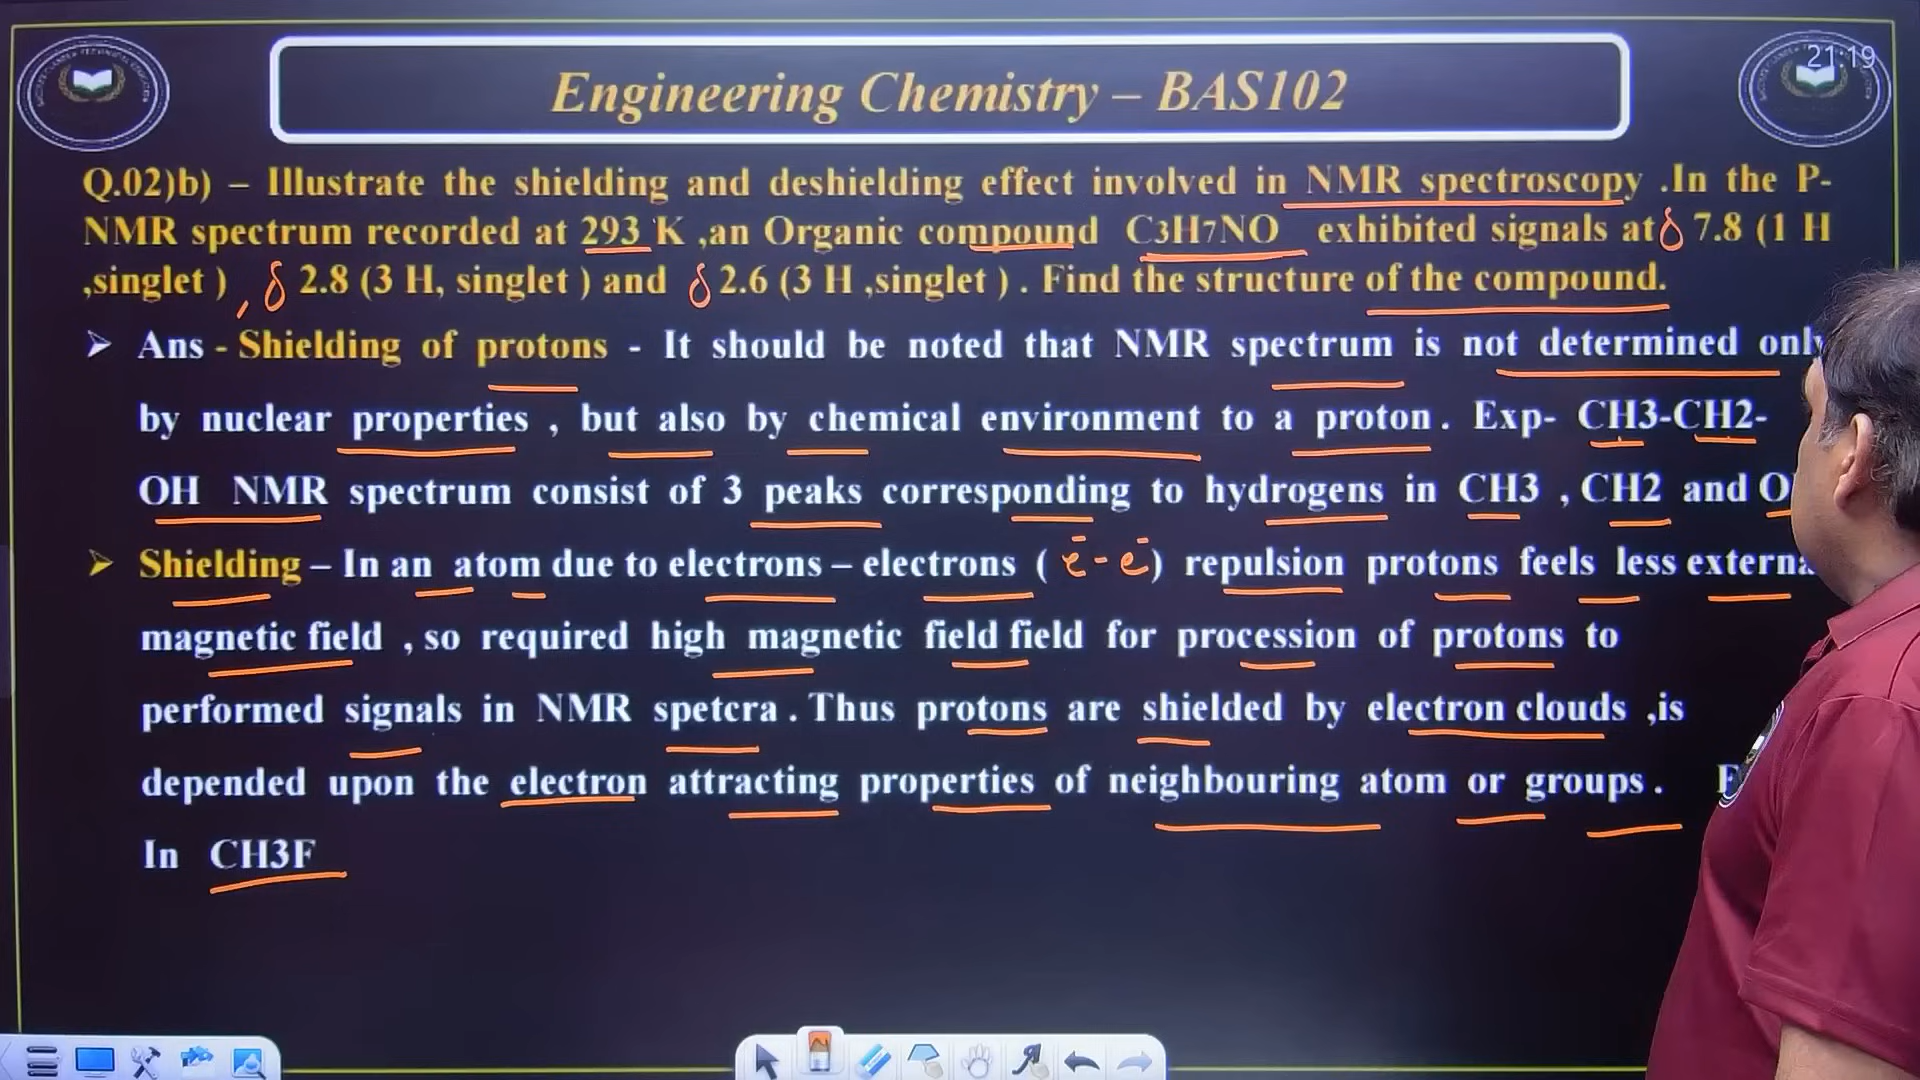 21:19
Engineering Chemistry – BAS102
Q.02)b) – Illustrate the shielding and deshielding effect involved in NMR spectroscopy .In the P-
NMR spectrum recorded at 293 K ,an Organic compound C3H7NO exhibited signals at δ 7.8 (1 H
,singlet ) , δ 2.8 (3 H, singlet ) and δ 2.6 (3 H ,singlet ) . Find the structure of the compound.
➢ Ans - Shielding of protons - It should be noted that NMR spectrum is not determined only
by nuclear properties , but also by chemical environment to a proton . Exp- CH3-CH2-
OH NMR spectrum consist of 3 peaks corresponding to hydrogens in CH3 , CH2 and
➢ Shielding – In an atom due to electrons – electrons ( e̅ - e̅ ) repulsion protons feels less
magnetic field , so required high magnetic field field for procession of protons to
performed signals in NMR spetcra . Thus protons are shielded by electron clouds ,is
depended upon the electron attracting properties of neighbouring atom or groups .
In CH3F